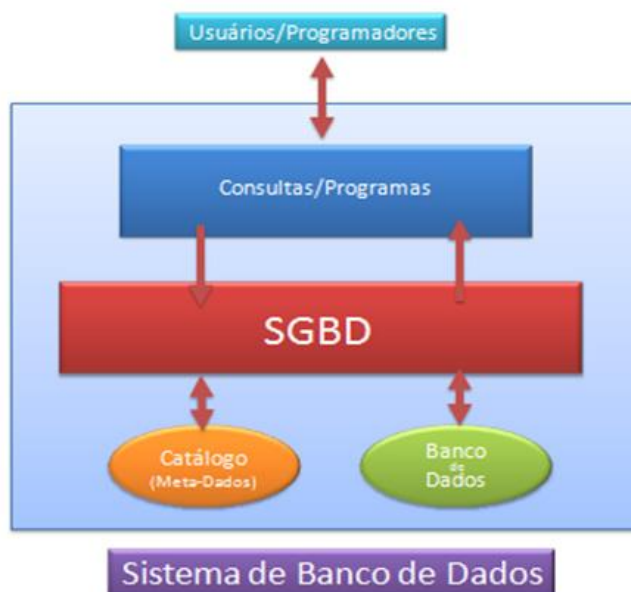 Usuários/Programadores
Consultas/Programas
SGBD
Catálogo
(Meta-Dados)
Banco
de
Dados
Sistema de Banco de Dados